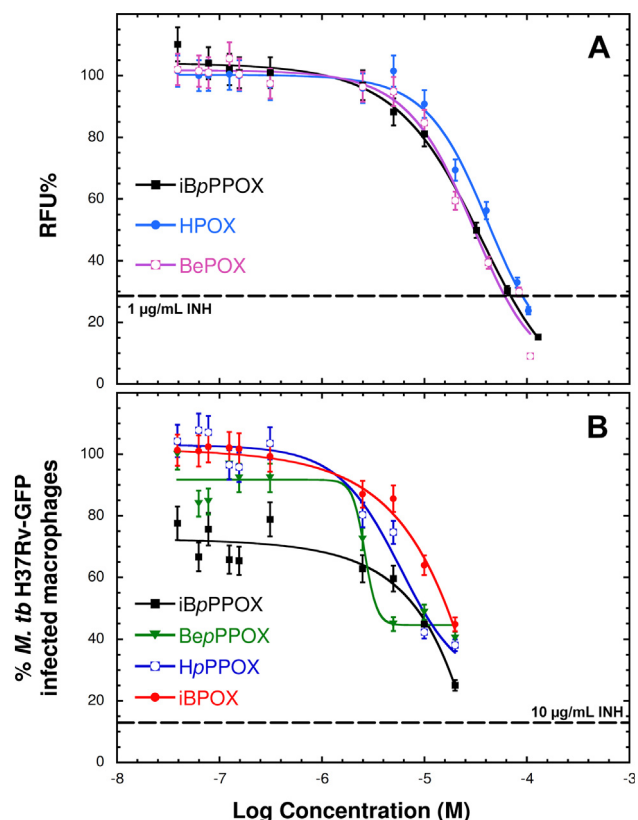 A
120
100
80
60
40
20
0
RFU%
iBpPPOX
HPOX
BePOX
1 µg/mL INH
B
120
100
80
60
40
20
0
% M. tb H37Rv-GFP
infected macrophages
iBpPPOX
BepPPOX
HpPPOX
iBPOX
10 µg/mL INH
-8 -7 -6 -5 -4 -3
Log Concentration (M)